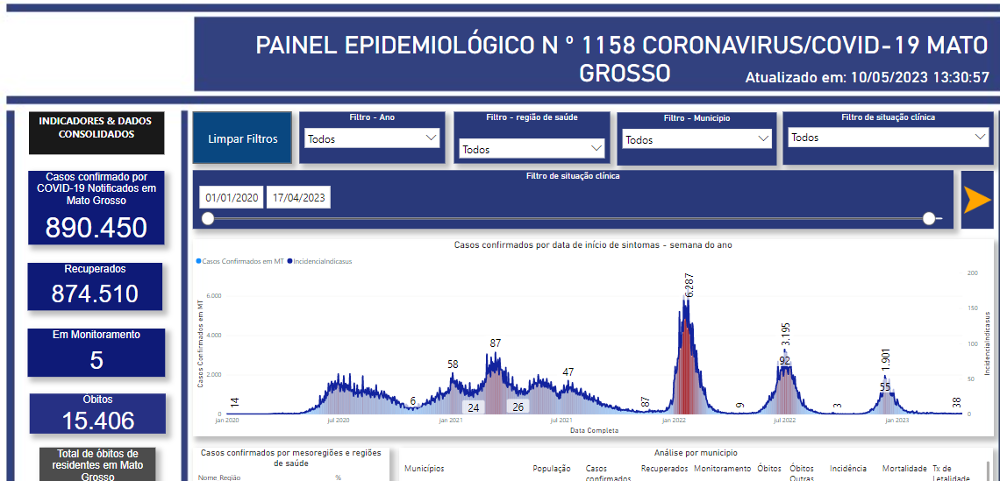 PAINEL EPIDEMIOLÓGICO N º 1158 CORONAVIRUS/COVID-19 MATO
GROSSO
Atualizado em: 10/05/2023 13:30:57
INDICADORES & DADOS
CONSOLIDADOS
Casos confirmado por
COVID-19 Notificados em
Mato Grosso
890.450
Recuperados
874.510
Em Monitoramento
5
Obitos
15.406
Total de óbitos de
residentes em Mato
Grosso
Limpar Filtros
Filtro - Ano
Todos
Filtro - região de saúde
Todos
Filtro - Municipio
Todos
Filtro de situação clínica
Todos
Filtro de situação clínica
01/01/2020 17/04/2023
Casos confirmados por data de início de sintomas - semana do ano
Casos Confirmados em MT IncidenciaIndicasus
Casos Confirmados em MT
6.000
4.000
2.000
0
200
150
100
50
0
IncidenciaIndicasus
14
6
58
24
87
26
47
87
6.287
9
3.195
92
3
1.901
55
38
jan 2020 jul 2020 jan 2021 jul 2021 jan 2022 jul 2022 jan 2023
Data Completa
Casos confirmados por mesoregiões e regiões
de saúde
Nome_Região %
Análise por municipio
Municípios População Casos confirmados Recuperados Monitoramento Óbitos Óbitos Outras Incidência Mortalidade Tx de Letalidade